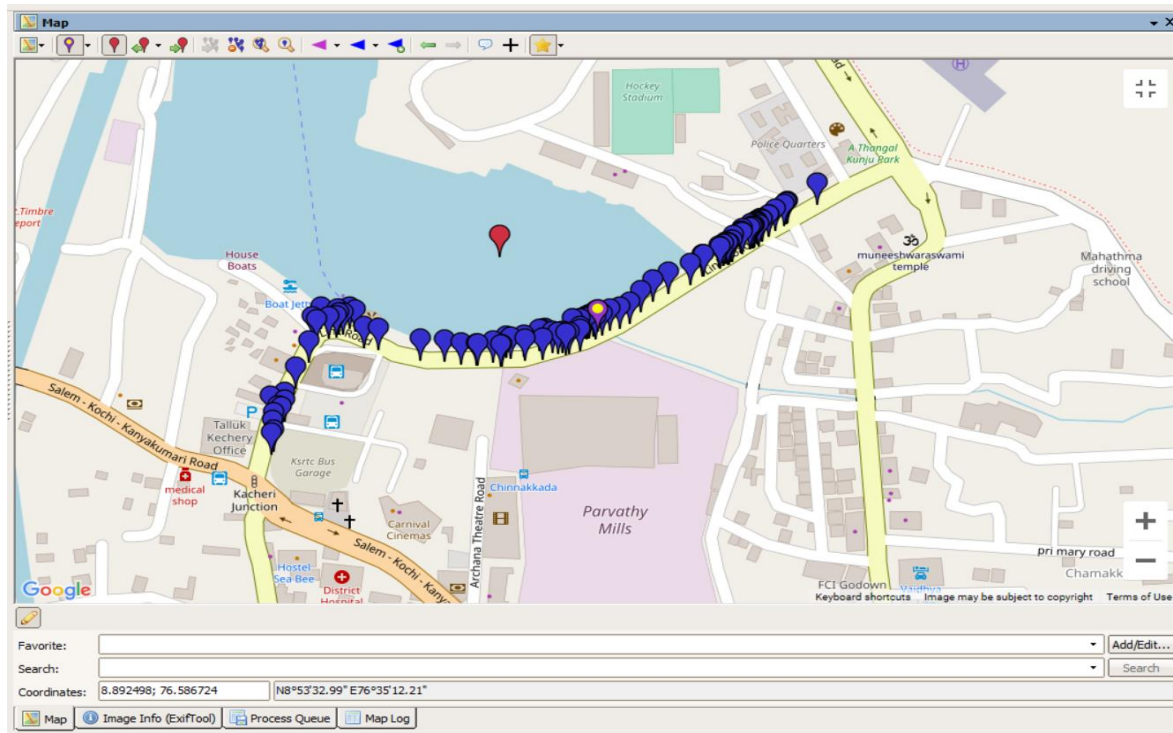 Map
Hockey
Stadium
Police Quarters
A Thangal
Kunju Park
t.Timbre
eport
House
Boats
muneeshwaraswami
temple
Mahathma
driving
school
Boat Jett
Road
Salem - Kochi - Kanyakumari Road
P
Talluk
Kechery
Office
Ksrtc Bus
Garage
medical
shop
Kacheri
Junction
Chinnakkada
Archana Theatre Road
Parvathy
Mills
Carnival
Cinemas
Salem - Kochi - Kanya
Hostel
Sea Bee
District
Hospital
pri mary road
Chamakk
FCI Godown
Google
Keyboard shortcuts
Image may be subject to copyright
Terms of Use
Favorite:
Add/Edit...
Search:
Search
Coordinates:
8.892498; 76.586724
N8°53'32.99" E76°35'12.21"
Map
Image Info (ExifTool)
Process Queue
Map Log